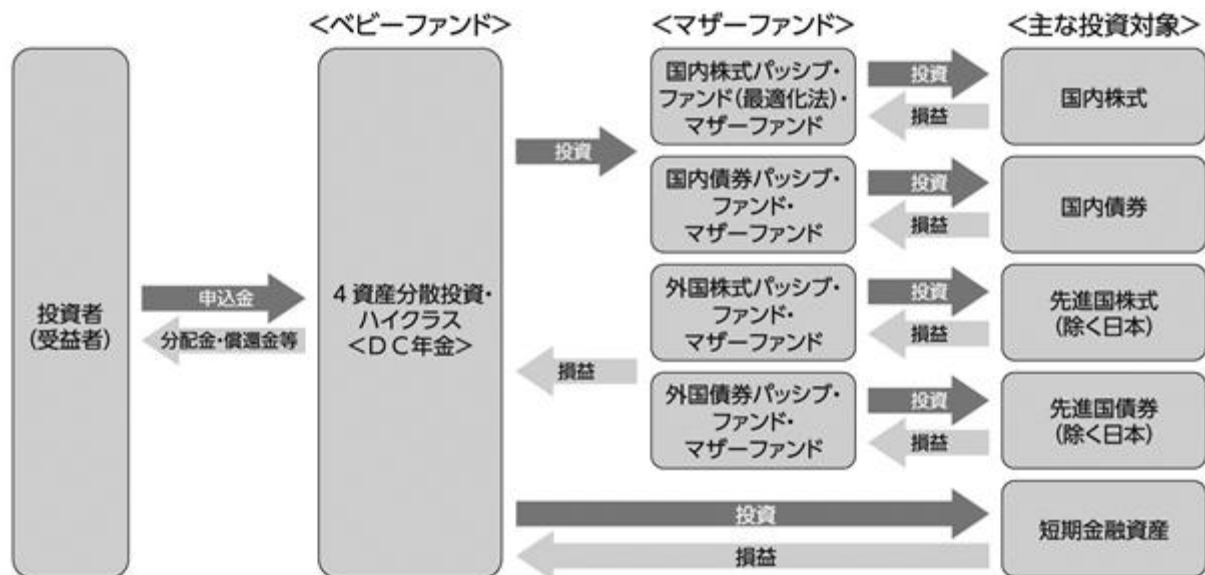 <ベビーファンド>
<マザーファンド>
<主な投資対象>
投資者
(受益者)
申込金
分配金・償還金等
4資産分散投資・
ハイクラス
<DC年金>
投資
損益
国内株式パッシブ・
ファンド(最適化法)・
マザーファンド
投資
損益
国内株式
国内債券パッシブ・
ファンド・
マザーファンド
投資
損益
国内債券
外国株式パッシブ・
ファンド・
マザーファンド
投資
損益
先進国株式
(除く日本)
外国債券パッシブ・
ファンド・
マザーファンド
投資
損益
先進国債券
(除く日本)
投資
損益
短期金融資産